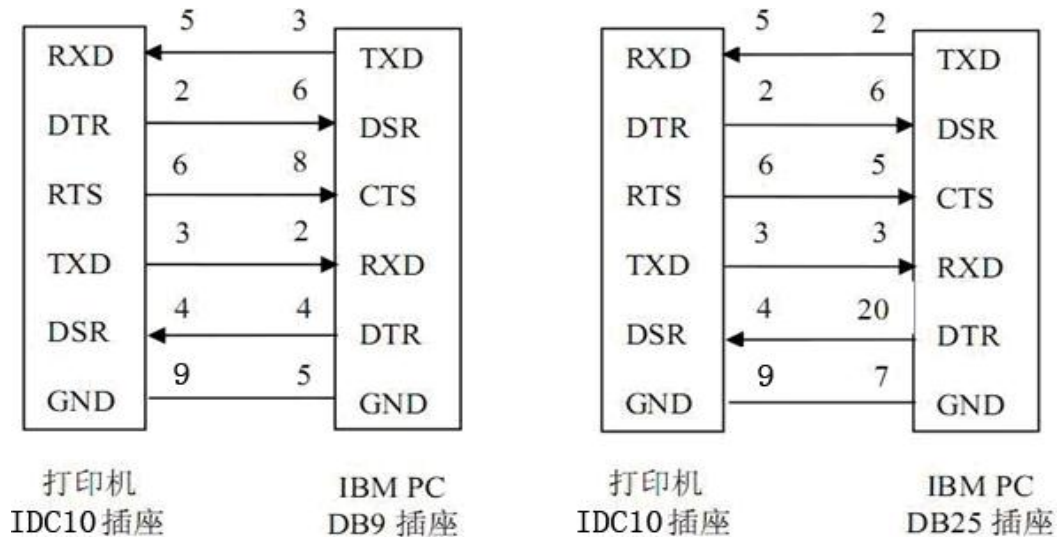 5 3
RXD TXD
2 6
DTR DSR
6 8
RTS CTS
3 2
TXD RXD
4 4
DSR DTR
9 5
GND GND
打印机
IDC10插座
IBM PC
DB9 插座
5 2
RXD TXD
2 6
DTR DSR
6 5
RTS CTS
3 3
TXD RXD
4 20
DSR DTR
9 7
GND GND
打印机
IDC10插座
IBM PC
DB25 插座